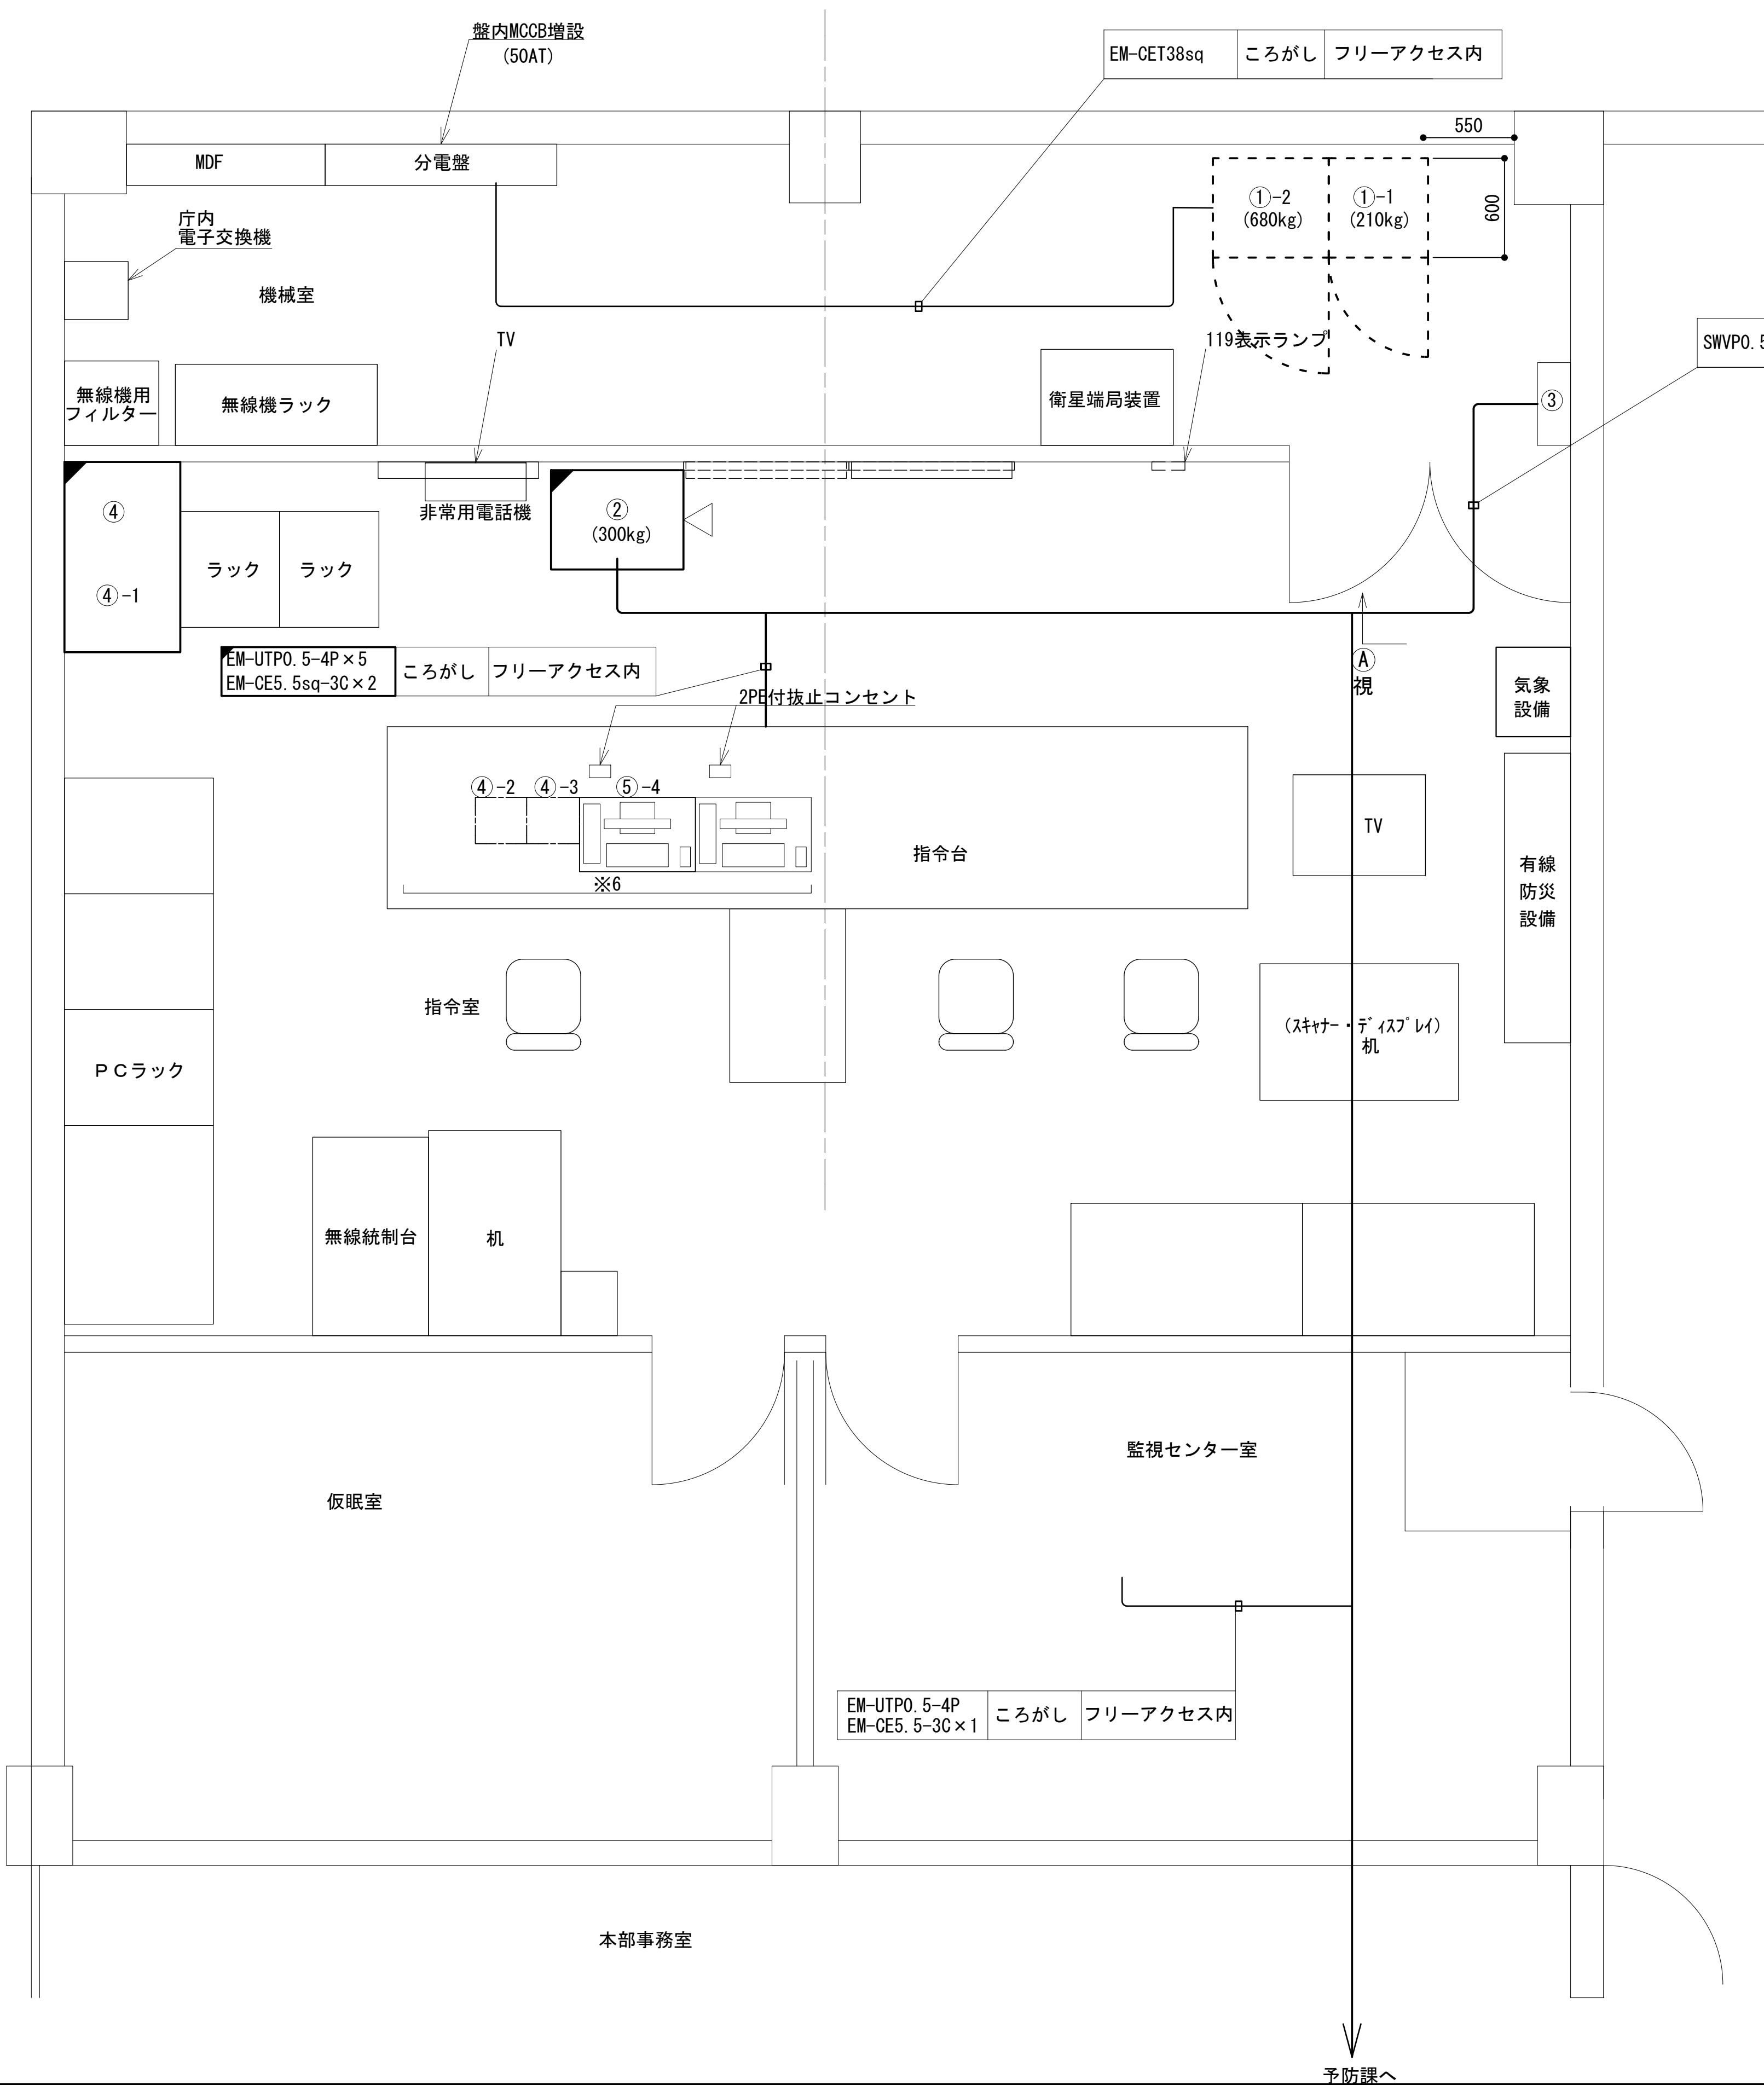 盤内MCCB増設
(50AT)
EM-CET38sq ころがし フリーアクセス内
550
MDF
分電盤
①-2
(680kg)
①-1
(210kg)
600
庁内
電子交換機
機械室
TV
119表示ランプ
SWVP0.5
無線機用
フィルター
無線機ラック
衛星端局装置
③
④
④-1
ラック
ラック
非常用電話機
②
(300kg)
EM-UTP0.5-4P×5
EM-CE5.5sq-3C×2
ころがし
フリーアクセス内
Ⓐ
視
気象
設備
2PE付抜止コンセント
④-2
④-3
⑤-4
※6
指令台
TV
有線
防災
設備
指令室
(スキャナー・ディスプレイ)
机
PCラック
無線統制台
机
監視センター室
仮眠室
EM-UTP0.5-4P
EM-CE5.5-3C×1
ころがし
フリーアクセス内
本部事務室
予防課へ